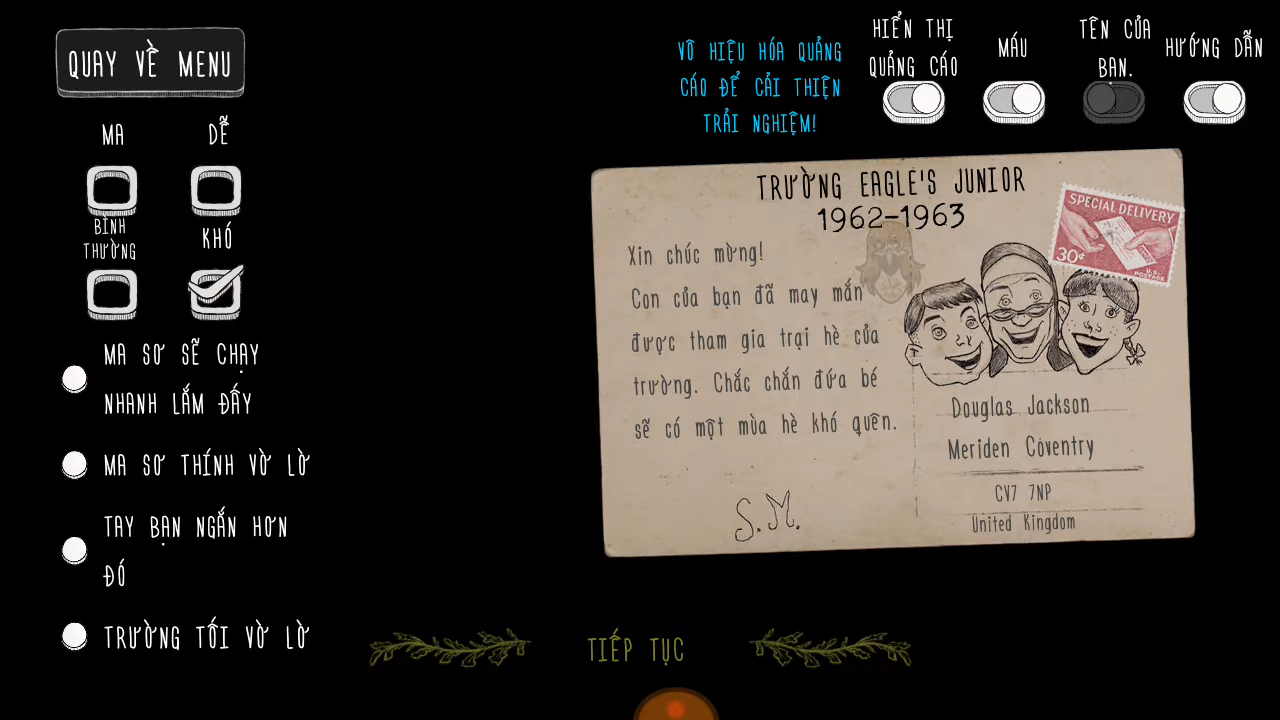 QUAY VỀ MENU
MA
DỄ
BÌNH
THƯỜNG
KHÓ
MA SƠ SẼ CHẠY
NHANH LẮM ĐẤY
MA SƠ THÍNH VỜ LỜ
TAY BẠN NGẮN HƠN
ĐÓ
TRƯỜNG TỐI VỜ LỜ
VÔ HIỆU HÓA QUẢNG
CÁO ĐỂ CẢI THIỆN
TRẢI NGHIỆM!
HIỂN THỊ
QUẢNG CÁO
MÁU
TÊN CỦA
BẠN.
HƯỚNG DẪN
TRƯỜNG EAGLE'S JUNIOR
1962-1963
Xin chúc mừng!
Con của bạn đã may mắn
được tham gia trại hè của
trường. Chắc chắn đứa bé
sẽ có một mùa hè khó quên.
S.M.
SPECIAL DELIVERY
30¢
U.S.
POSTAGE
Douglas Jackson
Meriden Coventry
CV7 7NP
United Kingdom
TIẾP TỤC